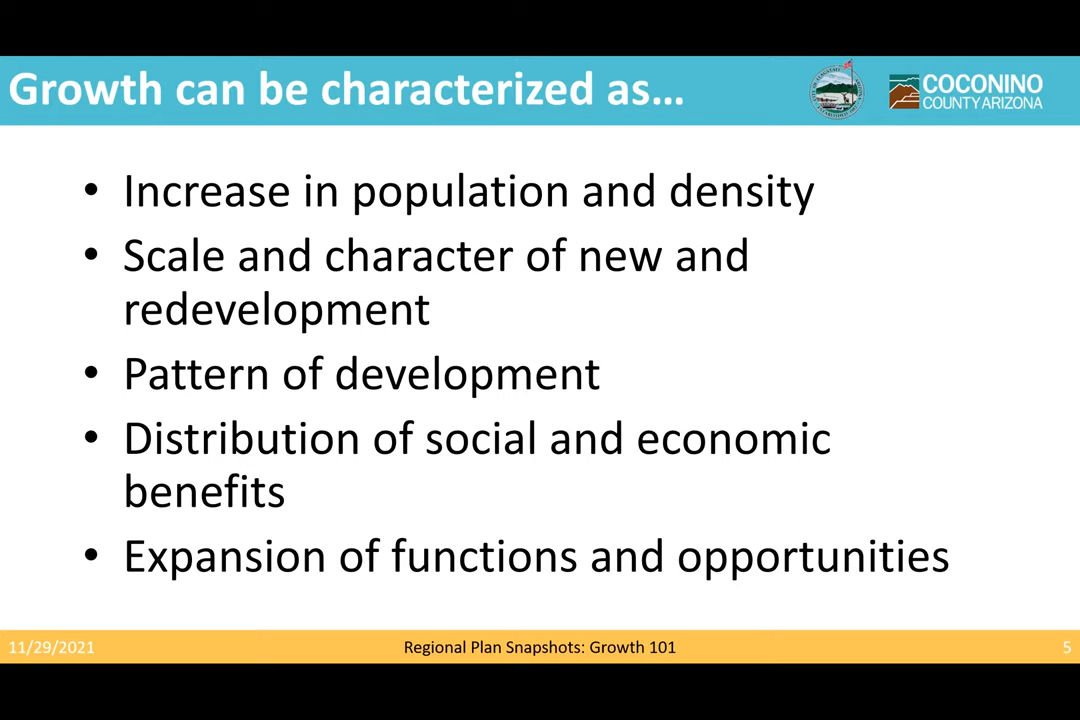 Growth can be characterized as…
COCONINO
COUNTY ARIZONA
• Increase in population and density
• Scale and character of new and
redevelopment
• Pattern of development
• Distribution of social and economic
benefits
• Expansion of functions and opportunities
11/29/2021
Regional Plan Snapshots: Growth 101
5